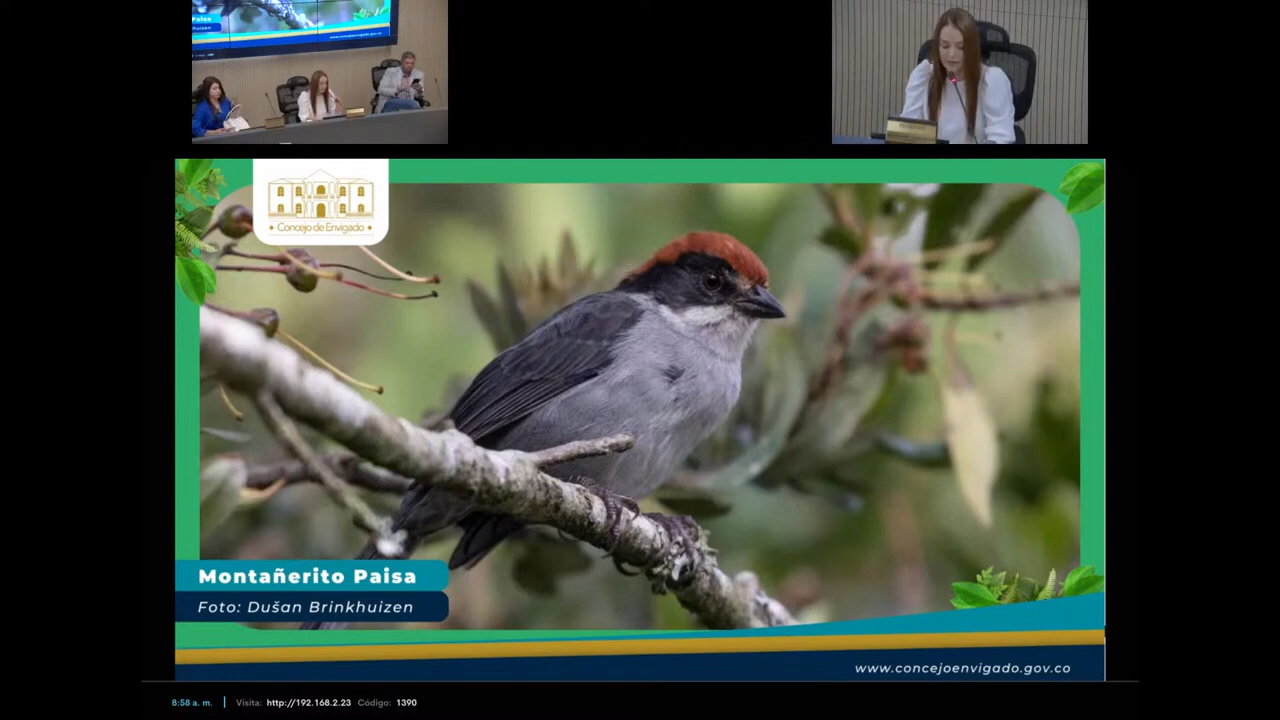 Paisa
Concejo de Envigado
Montañerito Paisa
Foto: Dušan Brinkhuizen
www.concejoenvigado.gov.co
8:58 a. m. | Visita: http://192.168.2.23 Código: 1390